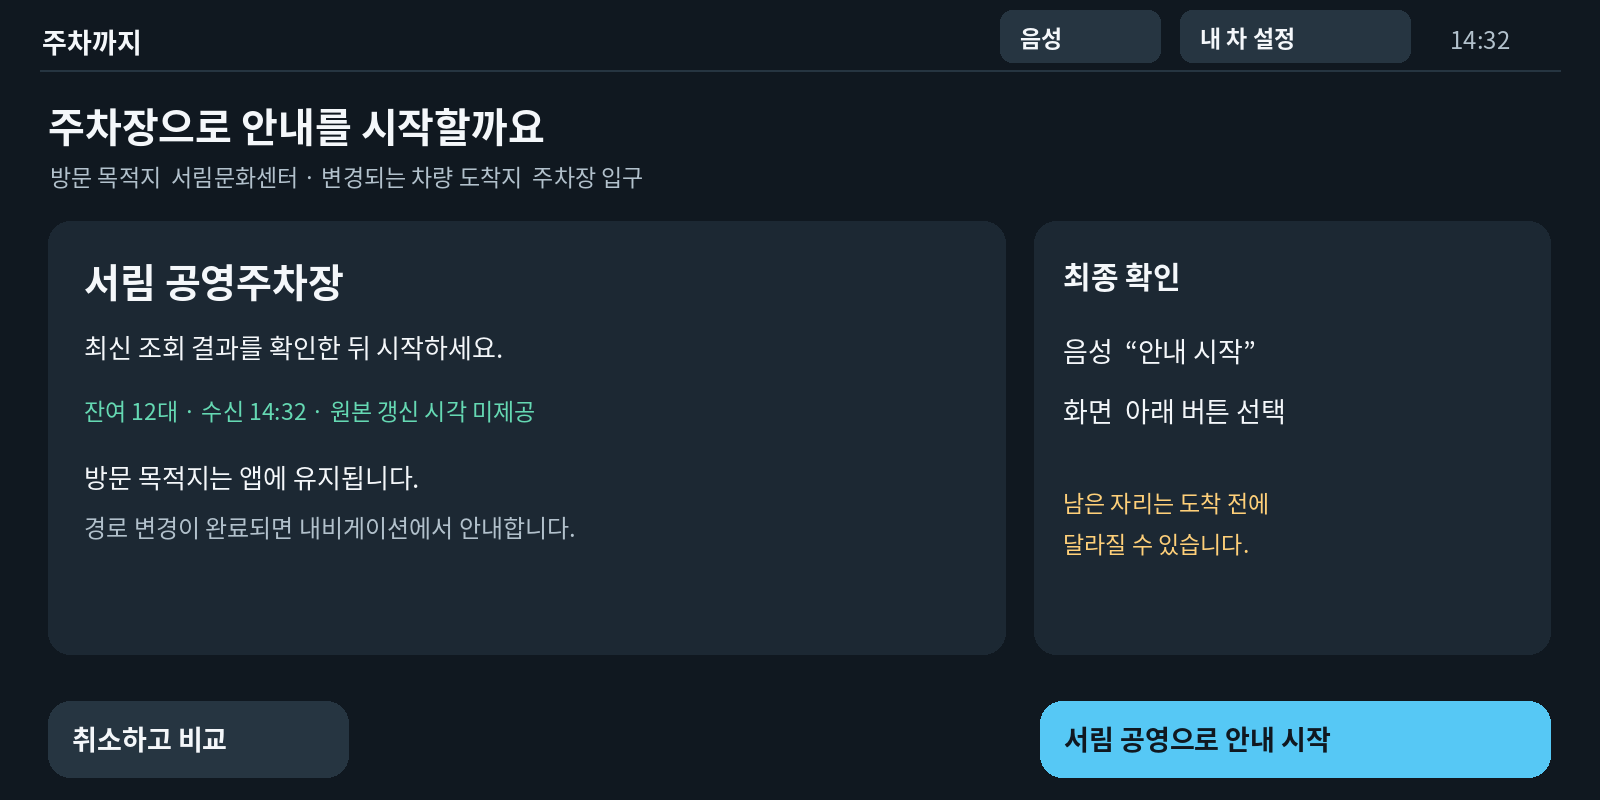 주차까지
음성
내 차 설정
14:32
주차장으로 안내를 시작할까요
방문 목적지 서림문화센터 · 변경되는 차량 도착지 주차장 입구
서림 공영주차장
최신 조회 결과를 확인한 뒤 시작하세요.
잔여 12대 · 수신 14:32 · 원본 갱신 시각 미제공
방문 목적지는 앱에 유지됩니다.
경로 변경이 완료되면 내비게이션에서 안내합니다.
최종 확인
음성 “안내 시작”
화면 아래 버튼 선택
남은 자리는 도착 전에
달라질 수 있습니다.
취소하고 비교
서림 공영으로 안내 시작